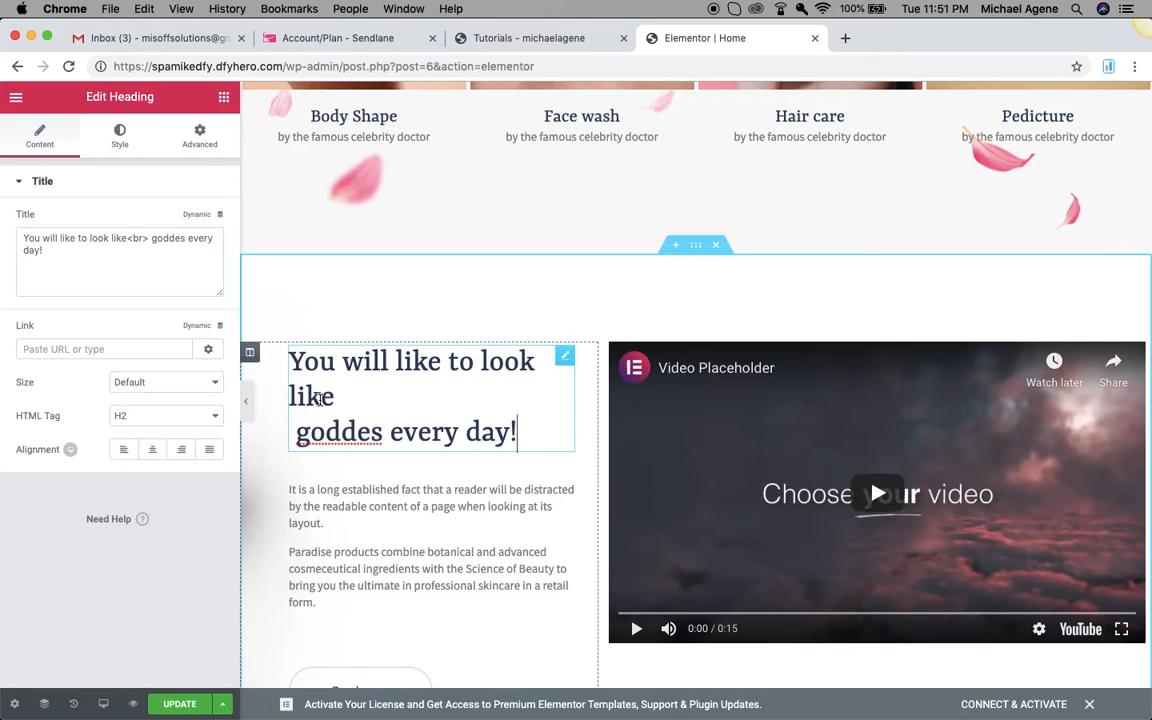 Chrome File Edit View History Bookmarks People Window Help 100% Tue 11:51 PM Michael Agene
Inbox (3) - misoffsolutions@gm
Account/Plan - Sendlane
Tutorials - michaelagene
Elementor | Home
https://spamikedfy.dfyhero.com/wp-admin/post.php?post=6&action=elementor
Edit Heading
Content Style Advanced
Title
Title Dynamic
You will like to look like<br> goddes every
day!
Link Dynamic
Paste URL or type
Size Default
HTML Tag H2
Alignment
Need Help ?
UPDATE
Body Shape
by the famous celebrity doctor
Face wash
by the famous celebrity doctor
Hair care
by the famous celebrity doctor
Pedicture
by the famous celebrity doctor
You will like to look
like
goddes every day!
It is a long established fact that a reader will be distracted
by the readable content of a page when looking at its
layout.
Paradise products combine botanical and advanced
cosmeceutical ingredients with the Science of Beauty to
bring you the ultimate in professional skincare in a retail
form.
Video Placeholder
Watch later Share
Choose your video
0:00 / 0:15
YouTube
Activate Your License and Get Access to Premium Elementor Templates, Support & Plugin Updates.
CONNECT & ACTIVATE